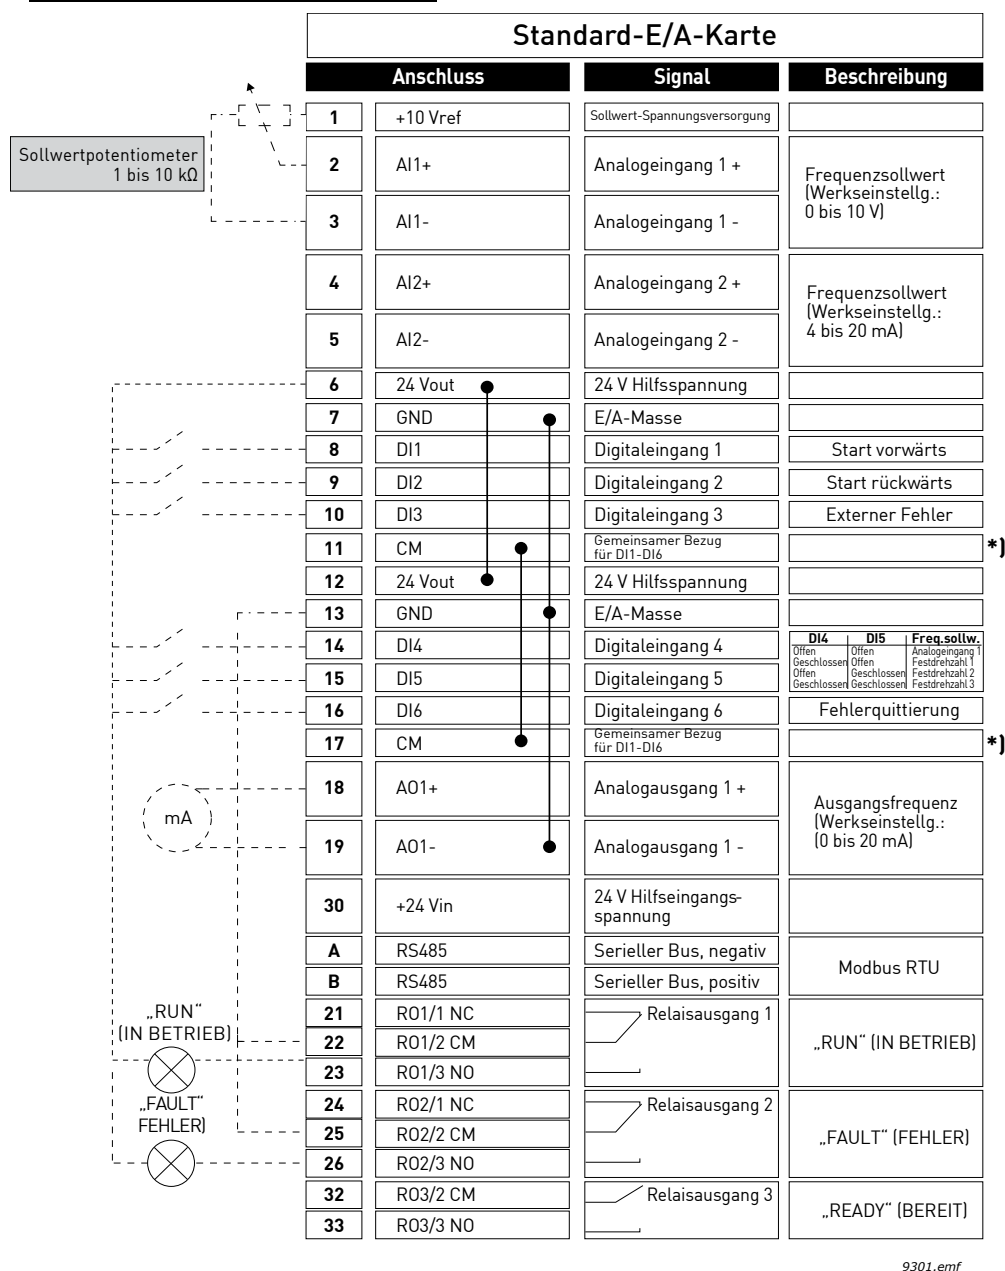 Standard-E/A-Karte
Anschluss Signal Beschreibung
1 +10 Vref Sollwert-Spannungsversorgung
Sollwertpotentiometer
1 bis 10 kΩ
2 AI1+ Analogeingang 1 +
3 AI1- Analogeingang 1 -
Frequenzsollwert
(Werkseinstellg.:
0 bis 10 V)
4 AI2+ Analogeingang 2 +
5 AI2- Analogeingang 2 -
Frequenzsollwert
(Werkseinstellg.:
4 bis 20 mA)
6 24 Vout 24 V Hilfsspannung
7 GND E/A-Masse
8 DI1 Digitaleingang 1 Start vorwärts
9 DI2 Digitaleingang 2 Start rückwärts
10 DI3 Digitaleingang 3 Externer Fehler
11 CM Gemeinsamer Bezug
für DI1-DI6
*)
12 24 Vout 24 V Hilfsspannung
13 GND E/A-Masse
14 DI4 Digitaleingang 4
15 DI5 Digitaleingang 5
DI4 DI5 Freq.sollw.
Offen Offen Analogeingang 1
Geschlossen Offen Festdrehzahl 1
Offen Geschlossen Festdrehzahl 2
Geschlossen Geschlossen Festdrehzahl 3
16 DI6 Digitaleingang 6 Fehlerquittierung
17 CM Gemeinsamer Bezug
für DI1-DI6
*)
18 AO1+ Analogausgang 1 +
mA
19 AO1- Analogausgang 1 -
Ausgangsfrequenz
(Werkseinstellg.:
(0 bis 20 mA)
30 +24 Vin 24 V Hilfseingangs-
spannung
A RS485 Serieller Bus, negativ
B RS485 Serieller Bus, positiv
Modbus RTU
„RUN“
(IN BETRIEB)
21 RO1/1 NC Relaisausgang 1
22 RO1/2 CM
23 RO1/3 NO
„RUN“ (IN BETRIEB)
„FAULT“
FEHLER)
24 RO2/1 NC Relaisausgang 2
25 RO2/2 CM
26 RO2/3 NO
„FAULT“ (FEHLER)
32 RO3/2 CM Relaisausgang 3
33 RO3/3 NO
„READY“ (BEREIT)
9301.emf